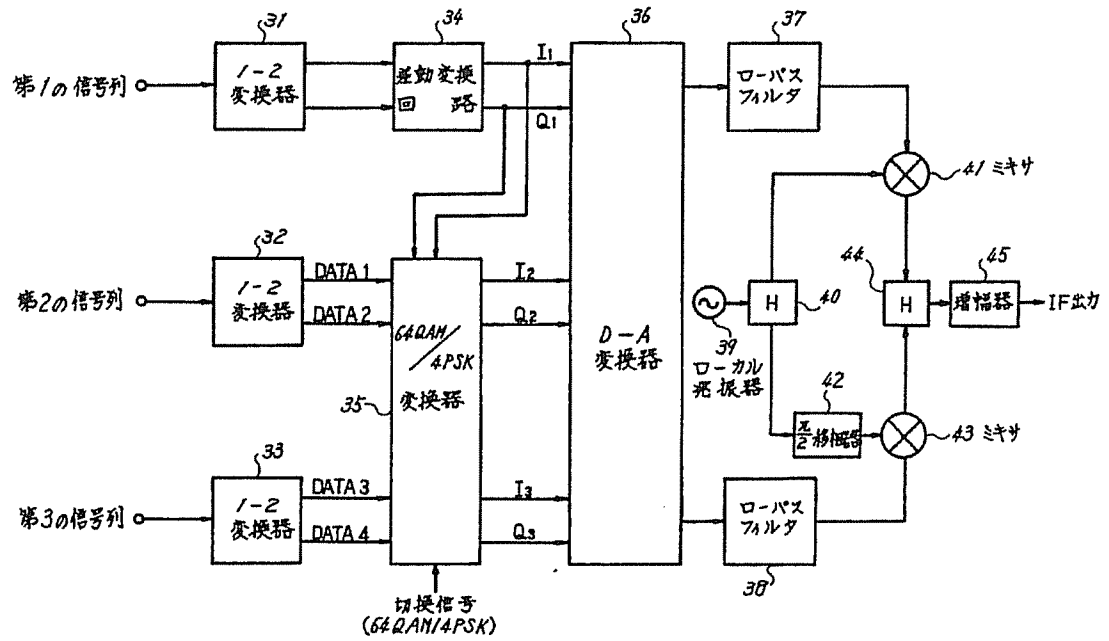 31
34
36
37
第1の信号列
1-2
変換器
差動変換
回 路
I1
Q1
ローパス
フィルタ
41 ミキサ
32
第2の信号列
1-2
変換器
DATA 1
DATA 2
64QAM
/4PSK
変換器
35
I2
Q2
D-A
変換器
39
ローカル
発振器
H
40
44
H
45
増幅器
IF出力
42
π/2移相器
43 ミキサ
33
第3の信号列
1-2
変換器
DATA 3
DATA 4
I3
Q3
ローパス
フィルタ
38
切換信号
(64QAM/4PSK)